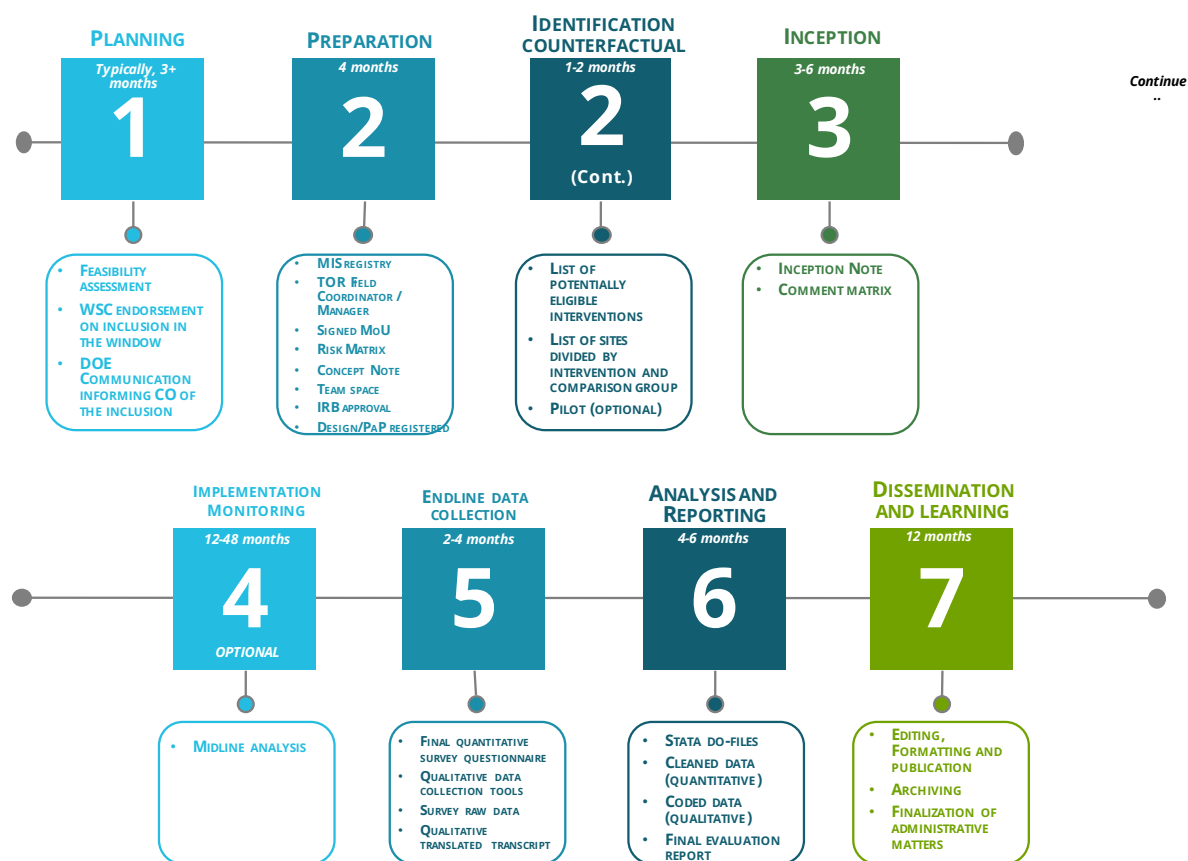 PLANNING
Typically, 3+
months
1
FEASIBILITY
ASSESSMENT
WSC ENDORSEMENT
ON INCLUSION IN
THE WINDOW
DOE
COMMUNICATION
INFORMING CO OF
THE INCLUSION
PREPARATION
4 months
2
MIS REGISTRY
TOR FIELD
COORDINATOR /
MANAGER
SIGNED MOU
RISK MATRIX
CONCEPT NOTE
TEAM SPACE
IRB APPROVAL
DESIGN/PAP REGISTERED
IDENTIFICATION
COUNTERFACTUAL
1-2 months
2
(Cont.)
LIST OF
POTENTIALLY
ELIGIBLE
INTERVENTIONS
LIST OF SITES
DIVIDED BY
INTERVENTION AND
COMPARISON GROUP
PILOT (OPTIONAL)
INCEPTION
3-6 months
3
INCEPTION NOTE
COMMENT MATRIX
Continue
..
IMPLEMENTATION
MONITORING
12-48 months
4
OPTIONAL
MIDLINE ANALYSIS
ENDLINE DATA
COLLECTION
2-4 months
5
FINAL QUANTITATIVE
SURVEY QUESTIONNAIRE
QUALITATIVE DATA
COLLECTION TOOLS
SURVEY RAW DATA
QUALITATIVE
TRANSLATED TRANSCRIPT
ANALYSIS AND
REPORTING
4-6 months
6
STATA DO-FILES
CLEANED DATA
(QUANTITATIVE)
CODED DATA
(QUALITATIVE)
FINAL EVALUATION
REPORT
DISSEMINATION
AND LEARNING
12 months
7
EDITING,
FORMATTING AND
PUBLICATION
ARCHIVING
FINALIZATION OF
ADMINISTRATIVE
MATTERS